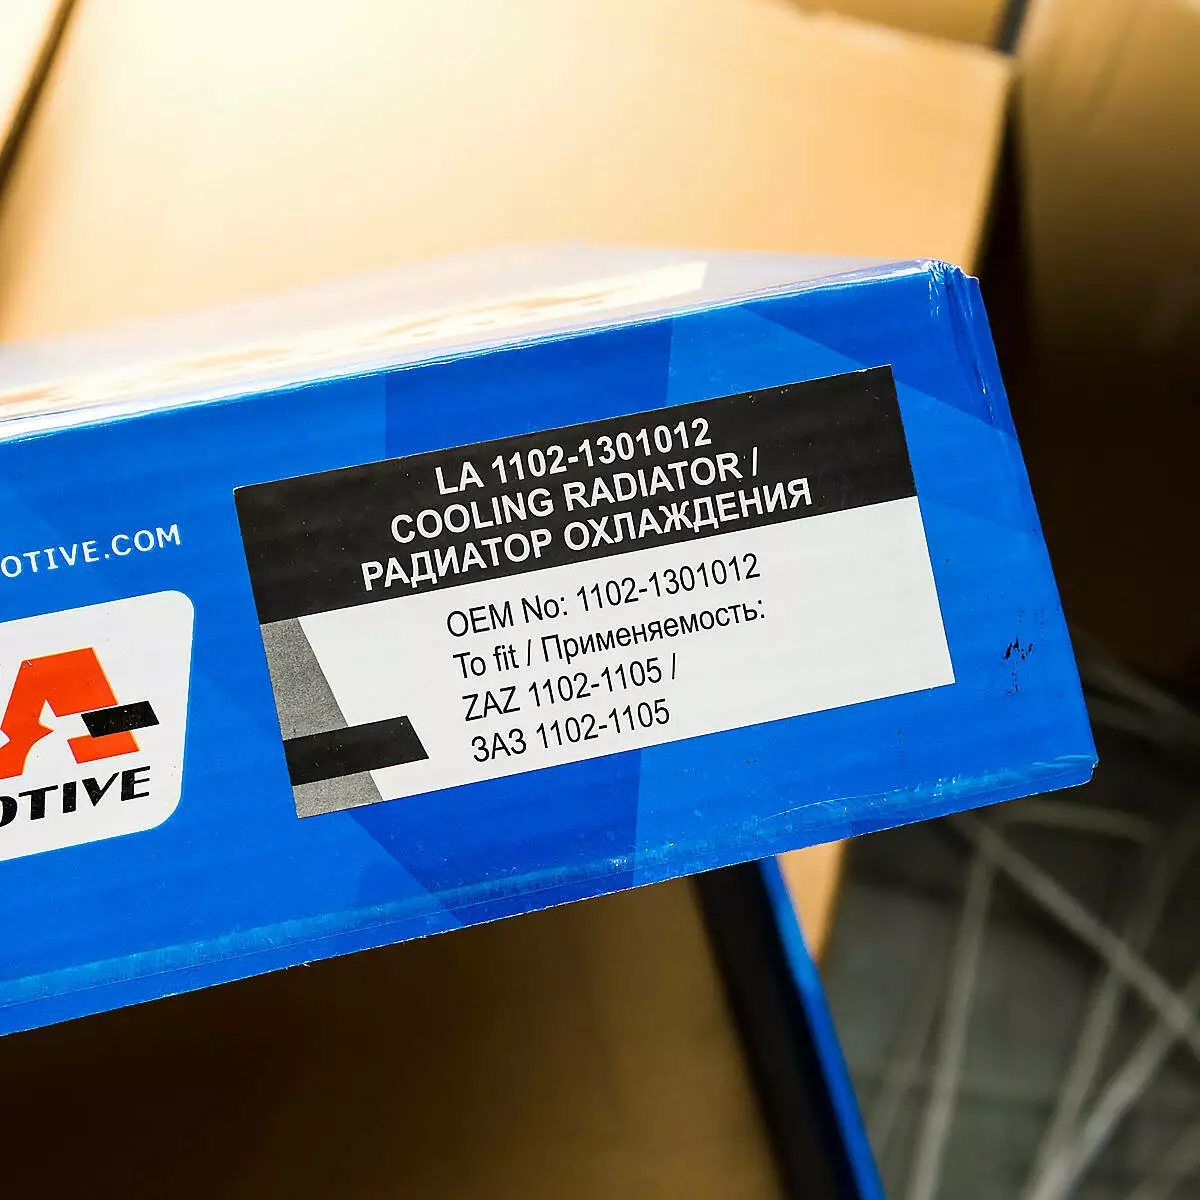 LA 1102-1301012
COOLING RADIATOR /
РАДИАТОР ОХЛАЖДЕНИЯ
OEM No: 1102-1301012
To fit / Применяемость:
ZAZ 1102-1105 /
ЗАЗ 1102-1105
OTIVE.COM
OTIVE